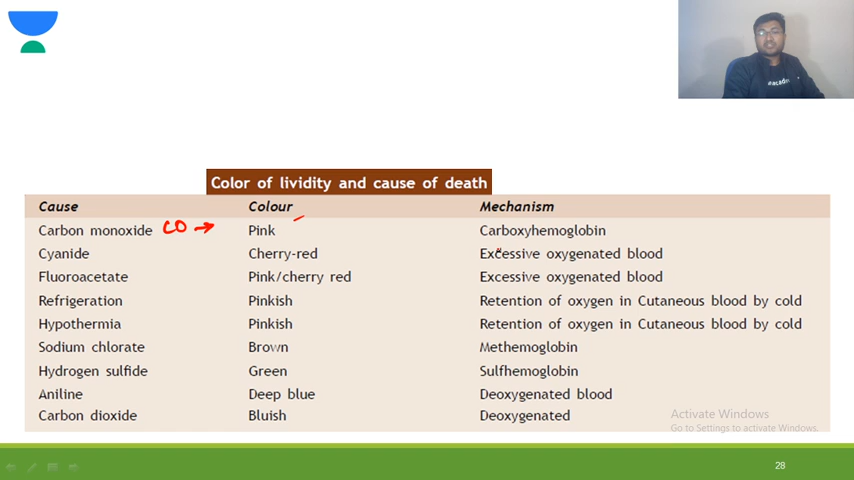 Color of lividity and cause of death
Cause Colour Mechanism
Carbon monoxide CO → Pink Carboxyhemoglobin
Cyanide Cherry-red Excessive oxygenated blood
Fluoroacetate Pink/cherry red Excessive oxygenated blood
Refrigeration Pinkish Retention of oxygen in Cutaneous blood by cold
Hypothermia Pinkish Retention of oxygen in Cutaneous blood by cold
Sodium chlorate Brown Methemoglobin
Hydrogen sulfide Green Sulfhemoglobin
Aniline Deep blue Deoxygenated blood
Carbon dioxide Bluish Deoxygenated
Activate Windows
Go to Settings to activate Windows.
28